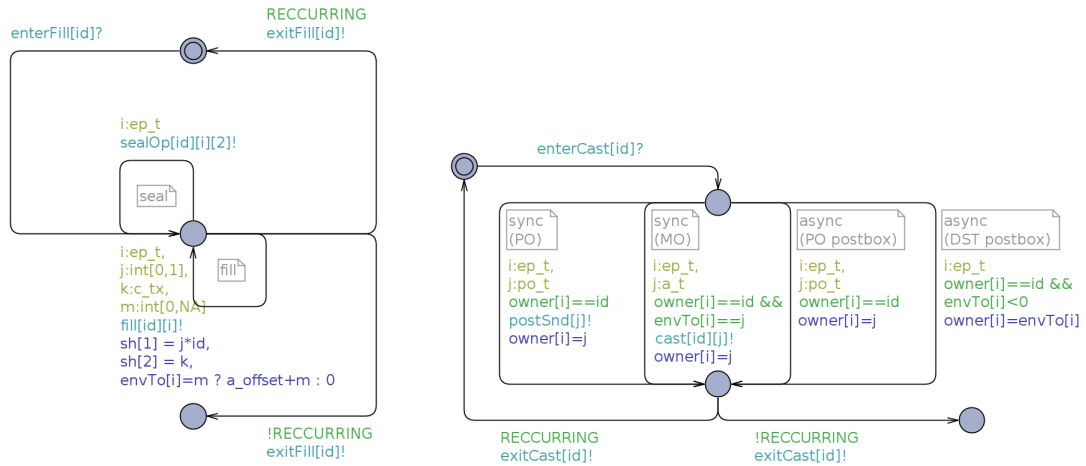 RECCURRING
enterFill[id]?
exitFill[id]!
i:ep_t
sealOp[id][i][2]!
seal
i:ep_t,
j:int[0,1],
k:c_tx,
m:int[0,NA]
fill[id][i]!
sh[1] = j*id,
sh[2] = k,
envTo[i]=m ? a_offset+m : 0
fill
!RECCURRING
exitFill[id]!
enterCast[id]?
sync
(PO)
i:ep_t,
j:po_t
owner[i]==id
postSnd[j]!
owner[i]=j
sync
(MO)
i:ep_t,
j:a_t
owner[i]==id &&
envTo[i]==j
cast[id][j]!
owner[i]=j
async
(PO postbox)
i:ep_t,
j:po_t
owner[i]==id
owner[i]=j
async
(DST postbox)
i:ep_t
owner[i]==id &&
envTo[i]<0
owner[i]=envTo[i]
RECCURRING
exitCast[id]!
!RECCURRING
exitCast[id]!